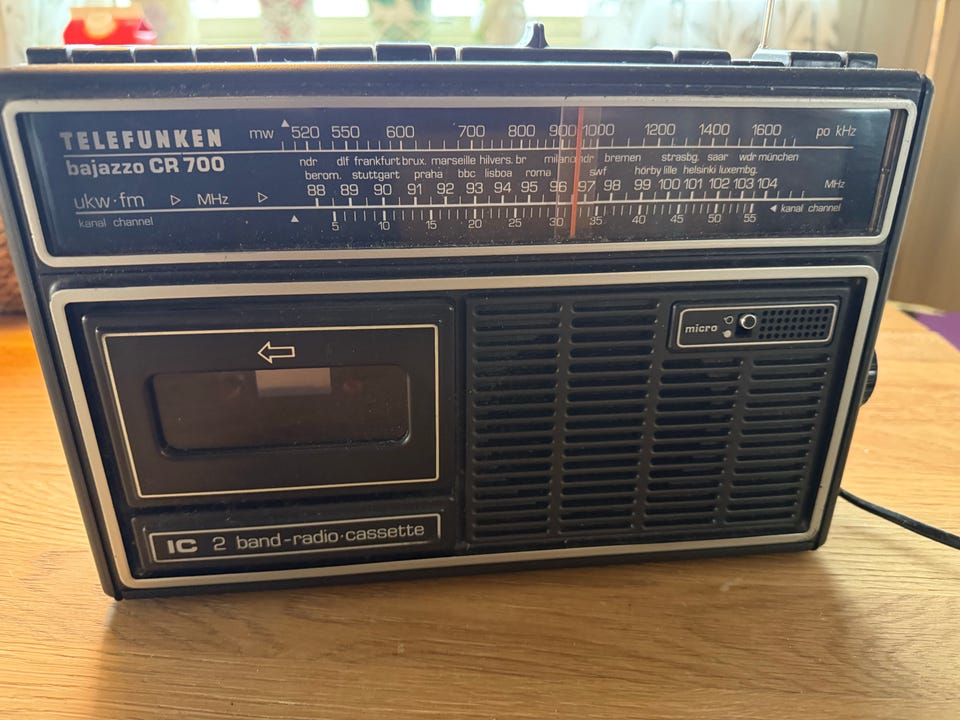 TELEFUNKEN
bajazzo CR 700
mw 520 550 600 700 800 900 1000 1200 1400 1600 po kHz
ndr dlf frankfurt brux. marseille hilvers. br milano ndr bremen strasbg. saar wdr münchen
berom. stuttgart praha bbc lisboa roma swf hörby lille helsinki luxembg.
ukw·fm MHz 88 89 90 91 92 93 94 95 96 97 98 99 100 101 102 103 104 MHz
kanal channel 5 10 15 20 25 30 35 40 45 50 55 kanal channel
micro
IC 2 band-radio·cassette